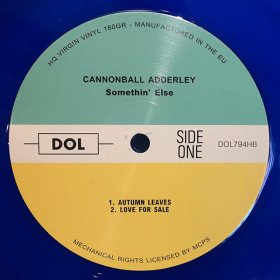 HQ VIRGIN VINYL 180GR - MANUFACTURED IN THE EU
CANNONBALL ADDERLEY
Somethin' Else
DOL
SIDE
ONE
DOL794HB
1. AUTUMN LEAVES
2. LOVE FOR SALE
MECHANICAL RIGHTS LICENSED BY MCPS